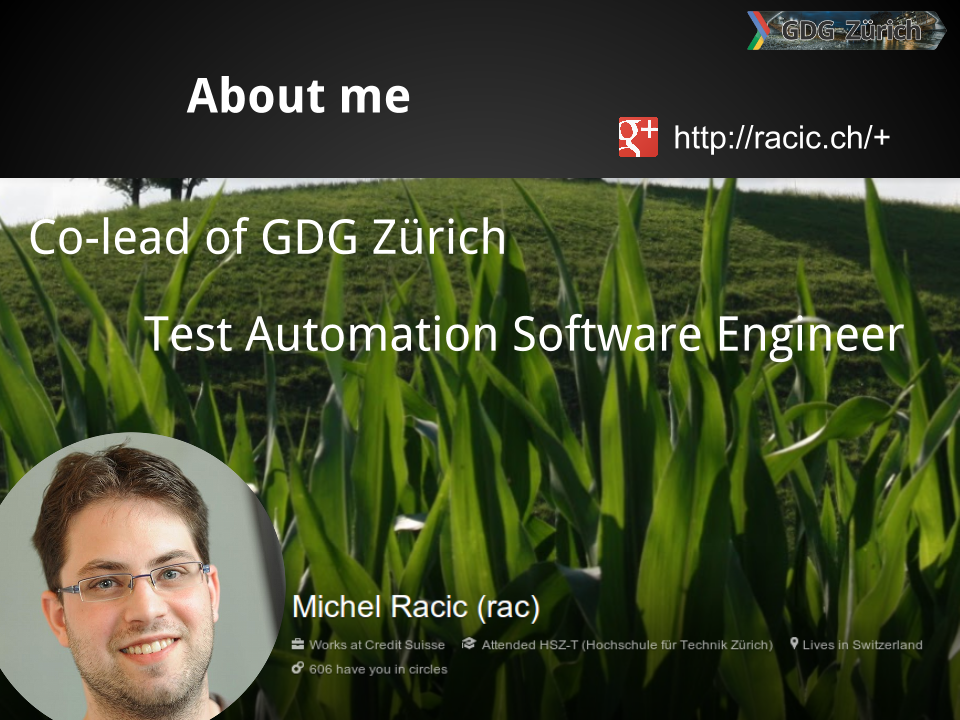 GDG Zürich
About me
g+ http://racic.ch/+
Co-lead of GDG Zürich
Test Automation Software Engineer
Michel Racic (rac)
Works at Credit Suisse Attended HSZ-T (Hochschule für Technik Zürich) Lives in Switzerland
606 have you in circles